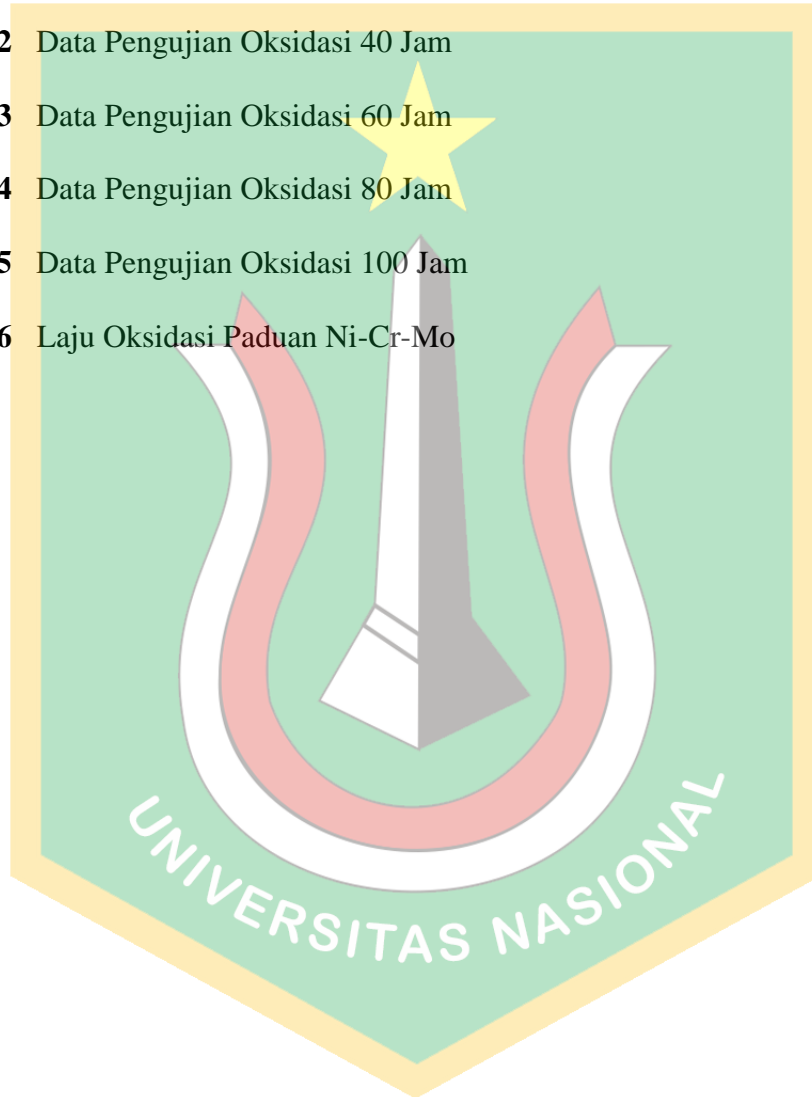 2 Data Pengujian Oksidasi 40 Jam
3 Data Pengujian Oksidasi 60 Jam
4 Data Pengujian Oksidasi 80 Jam
5 Data Pengujian Oksidasi 100 Jam
6 Laju Oksidasi Paduan Ni-Cr-Mo
UNIVERSITAS NASIONAL